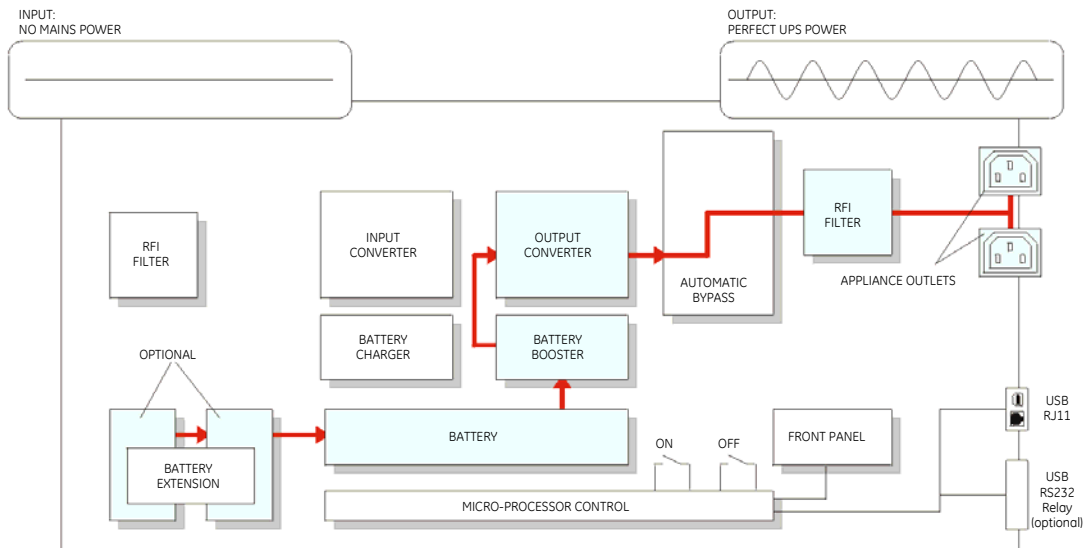 INPUT:
NO MAINS POWER
OUTPUT:
PERFECT UPS POWER
RFI
FILTER
INPUT
CONVERTER
OUTPUT
CONVERTER
AUTOMATIC
BYPASS
RFI
FILTER
APPLIANCE OUTLETS
BATTERY
CHARGER
BATTERY
BOOSTER
OPTIONAL
BATTERY
EXTENSION
BATTERY
ON
OFF
FRONT PANEL
MICRO-PROCESSOR CONTROL
USB
RJ11
USB
RS232
Relay
(optional)